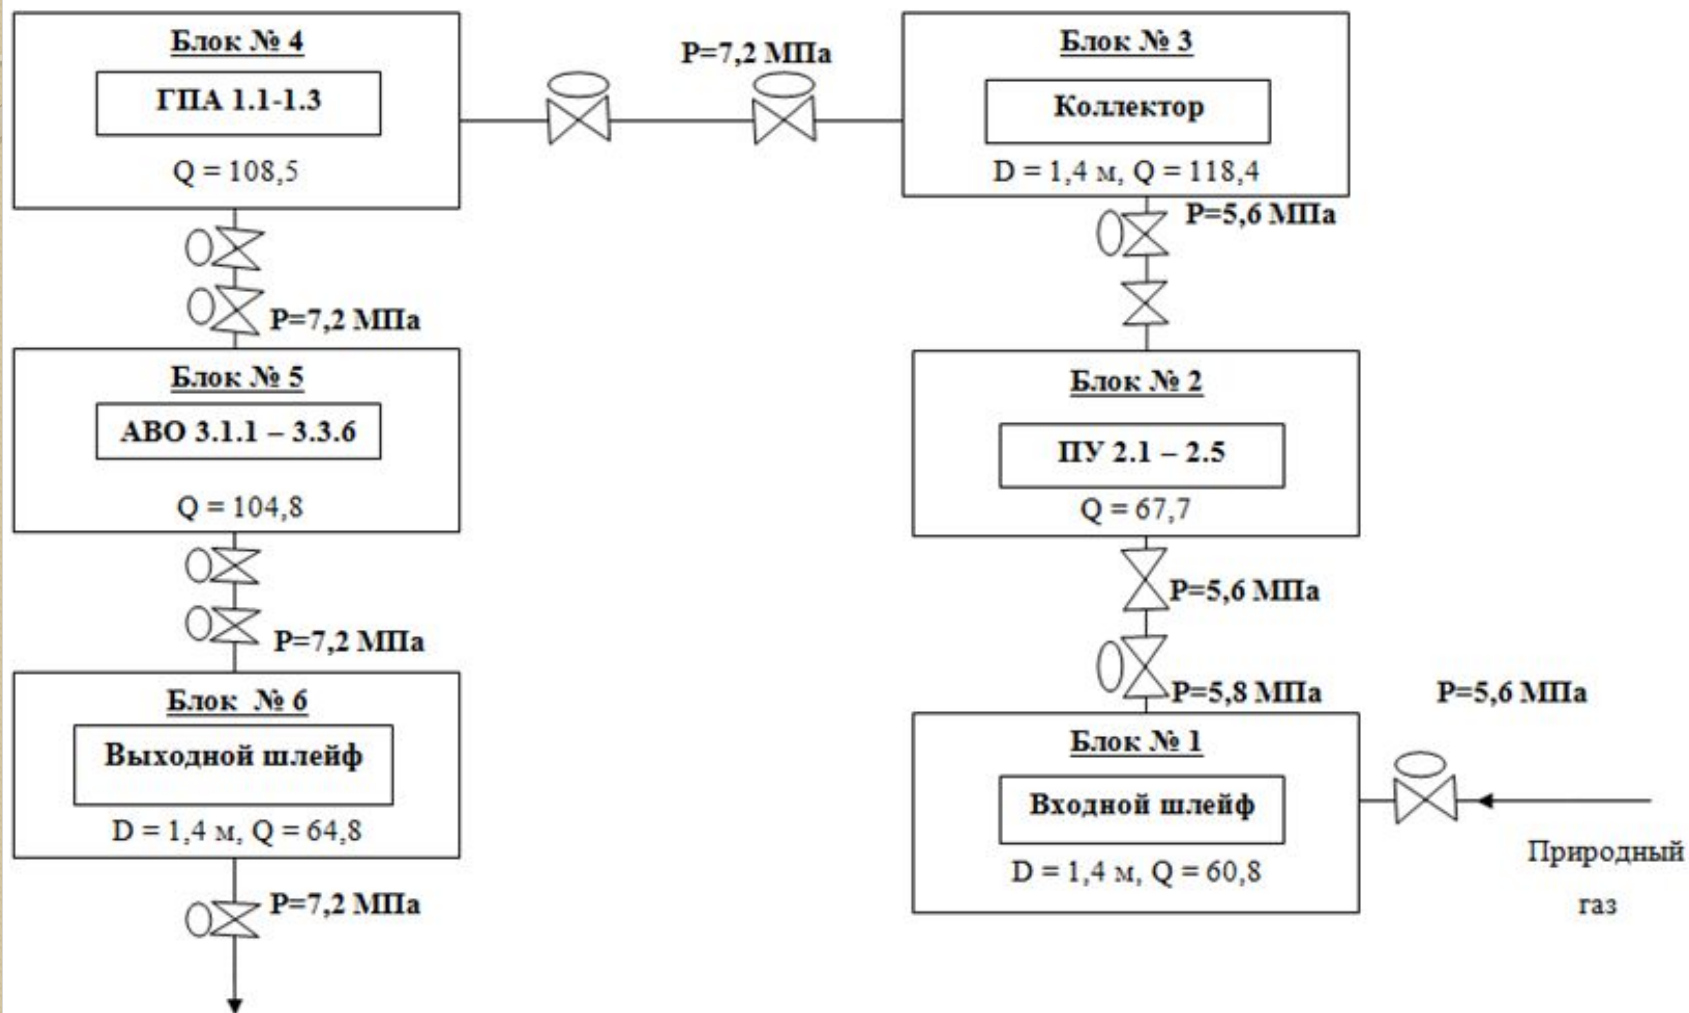 Блок № 4
ГПА 1.1-1.3
Q = 108,5
P=7,2 МПа
Блок № 3
Коллектор
D = 1,4 м, Q = 118,4
P=5,6 МПа
P=7,2 МПа
Блок № 5
АВО 3.1.1 – 3.3.6
Q = 104,8
Блок № 2
ПУ 2.1 – 2.5
Q = 67,7
P=5,6 МПа
P=7,2 МПа
P=5,8 МПа
P=5,6 МПа
Блок № 6
Выходной шлейф
D = 1,4 м, Q = 64,8
P=7,2 МПа
Блок № 1
Входной шлейф
D = 1,4 м, Q = 60,8
Природный
газ